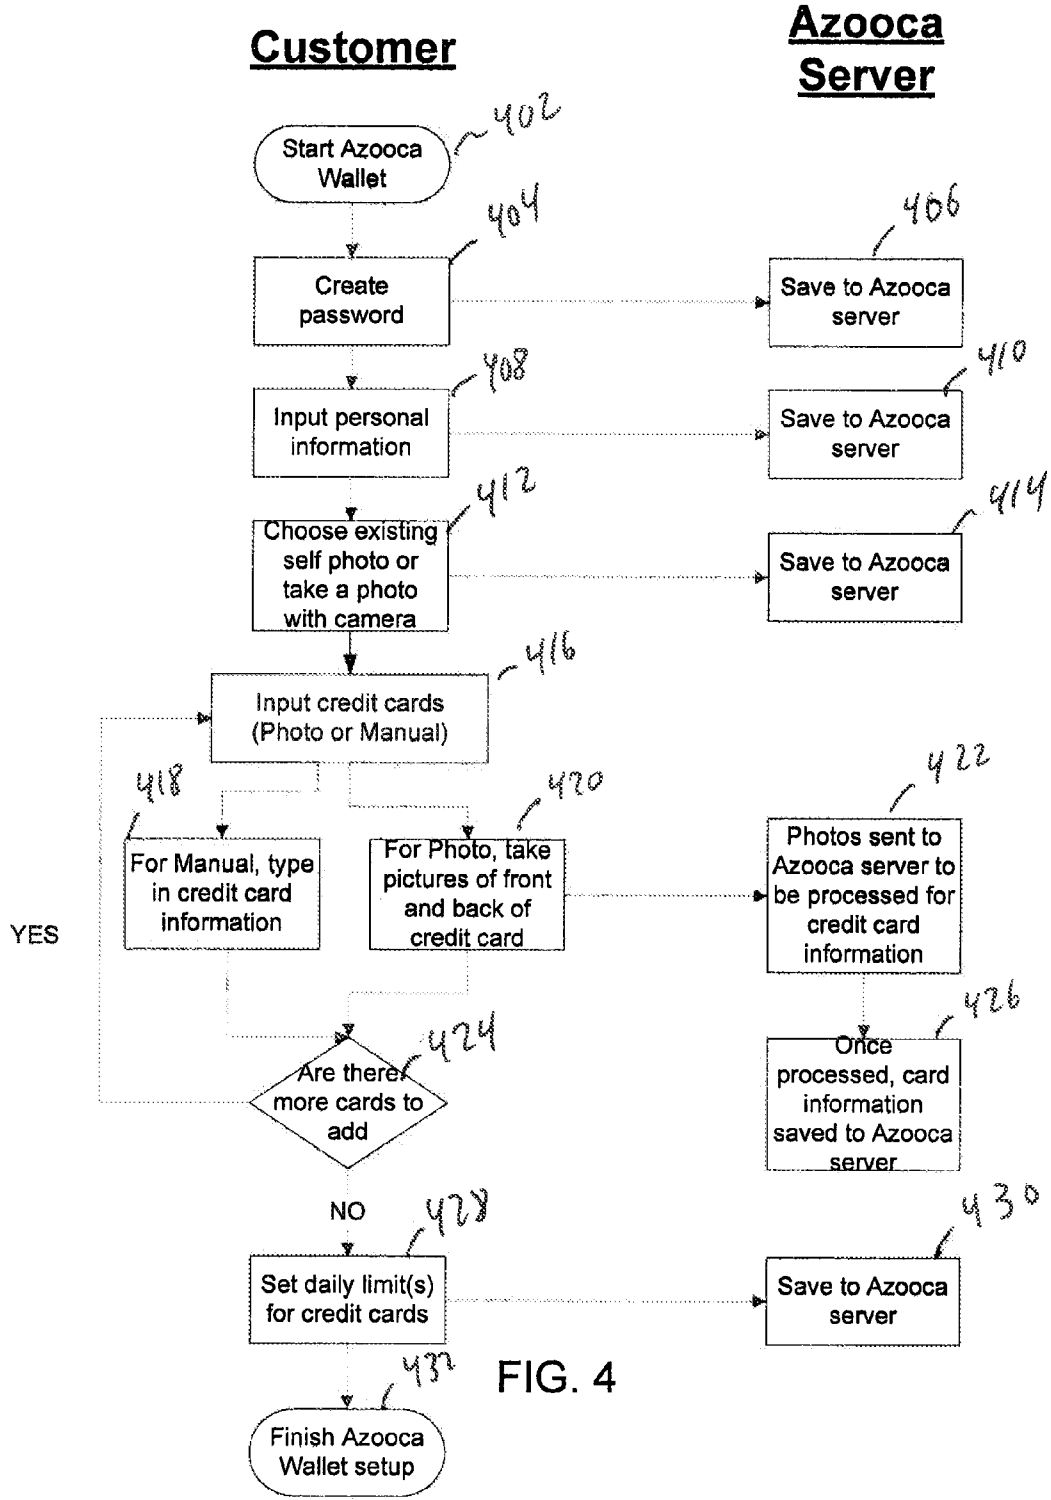 Customer
Azooca
Server
402
Start Azooca
Wallet
404
406
Create
password
Save to Azooca
server
408
410
Input personal
information
Save to Azooca
server
412
414
Choose existing
self photo or
take a photo
with camera
Save to Azooca
server
416
Input credit cards
(Photo or Manual)
418
420
422
For Manual, type
in credit card
information
For Photo, take
pictures of front
and back of
credit card
Photos sent to
Azooca server to
be processed for
credit card
information
YES
424
426
Are there
more cards to
add
Once
processed, card
information
saved to Azooca
server
NO
428
430
Set daily limit(s)
for credit cards
Save to Azooca
server
432
FIG. 4
Finish Azooca
Wallet setup